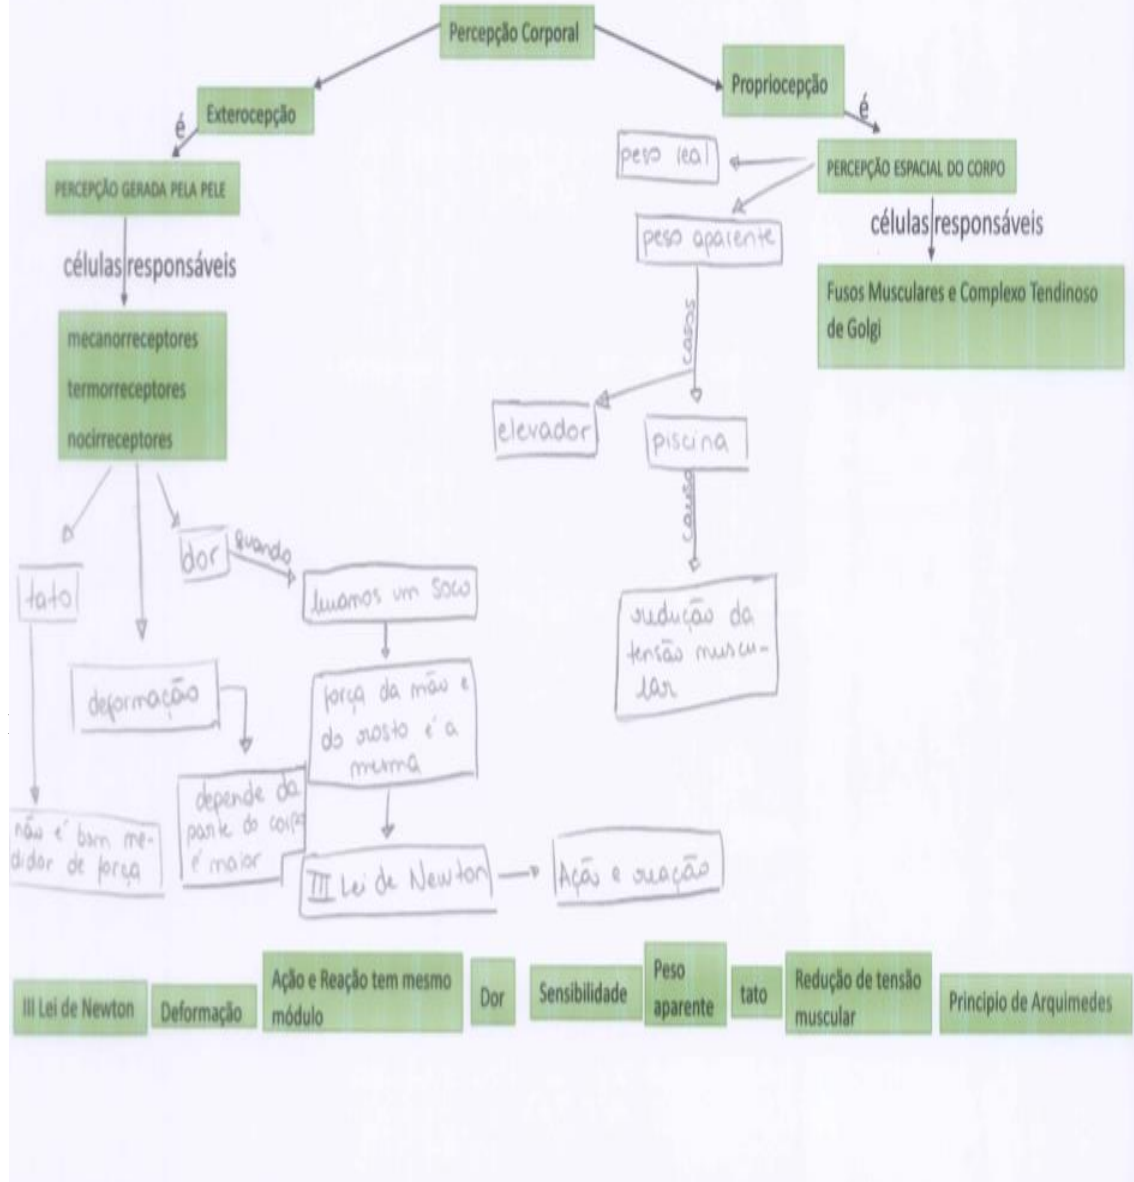 Percepção Corporal
Exterocepção
Propriocepção
é
é
PERCEPÇÃO GERADA PELA PELE
peso real
PERCEPÇÃO ESPACIAL DO CORPO
células responsáveis
peso aparente
células responsáveis
mecanorreceptores
termorreceptores
nocirreceptores
Fusos Musculares e Complexo Tendinoso
de Golgi
casos
elevador
piscina
causa
tato
dor
quando
levamos um soco
redução da
tensão muscu-
lar
deformação
força da mão e
do rosto é a
mesma
depende da
parte do corpo
é maior
não é bom me-
didor de força
III Lei de Newton
Ação e reação
III Lei de Newton
Deformação
Ação e Reação tem mesmo
módulo
Dor
Sensibilidade
Peso
aparente
tato
Redução de tensão
muscular
Principio de Arquimedes